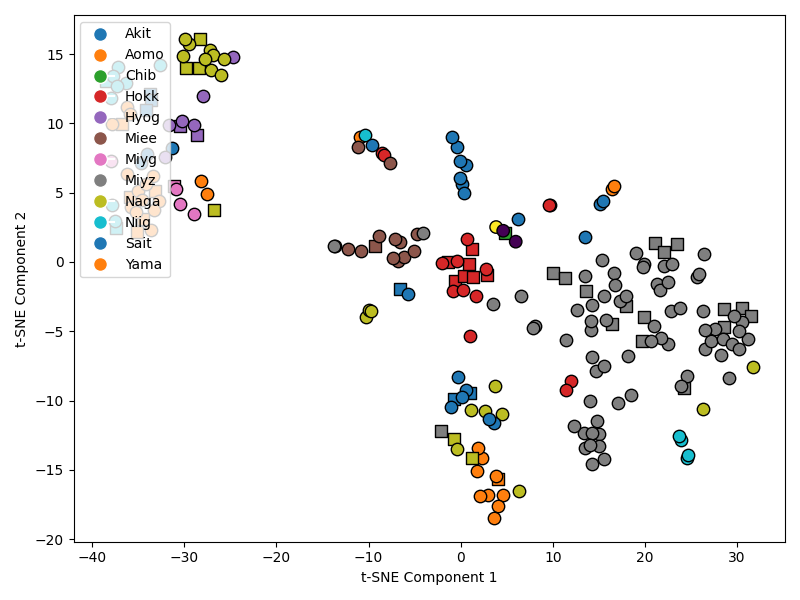 Akit
Aomo
Chib
Hokk
Hyog
Miee
Miyg
Miyz
Naga
Niig
Sait
Yama
15
10
5
0
−5
−10
−15
−20
t-SNE Component 2
−40
−30
−20
−10
0
10
20
30
t-SNE Component 1